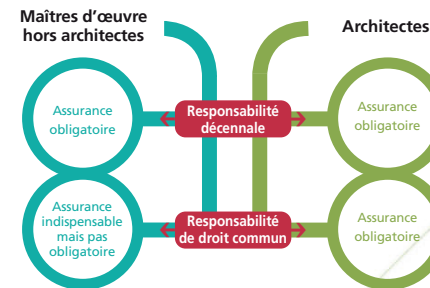 Maîtres d'œuvre
hors architectes
Architectes
Assurance
obligatoire
Responsabilité
décennale
Assurance
obligatoire
Assurance
indispensable
mais pas
obligatoire
Responsabilité
de droit commun
Assurance
obligatoire